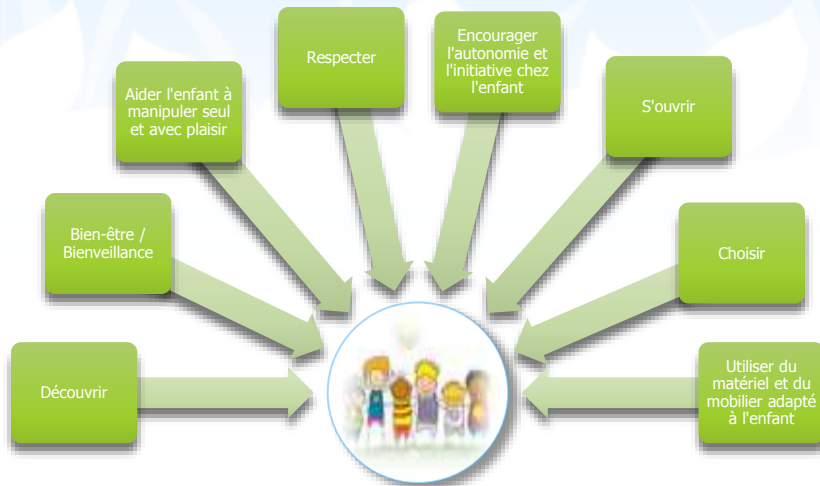 Découvrir
Bien-être /
Bienveillance
Aider l'enfant à
manipuler seul
et avec plaisir
Respecter
Encourager
l'autonomie et
l'initiative chez
l'enfant
S'ouvrir
Choisir
Utiliser du
matériel et du
mobilier adapté
à l'enfant